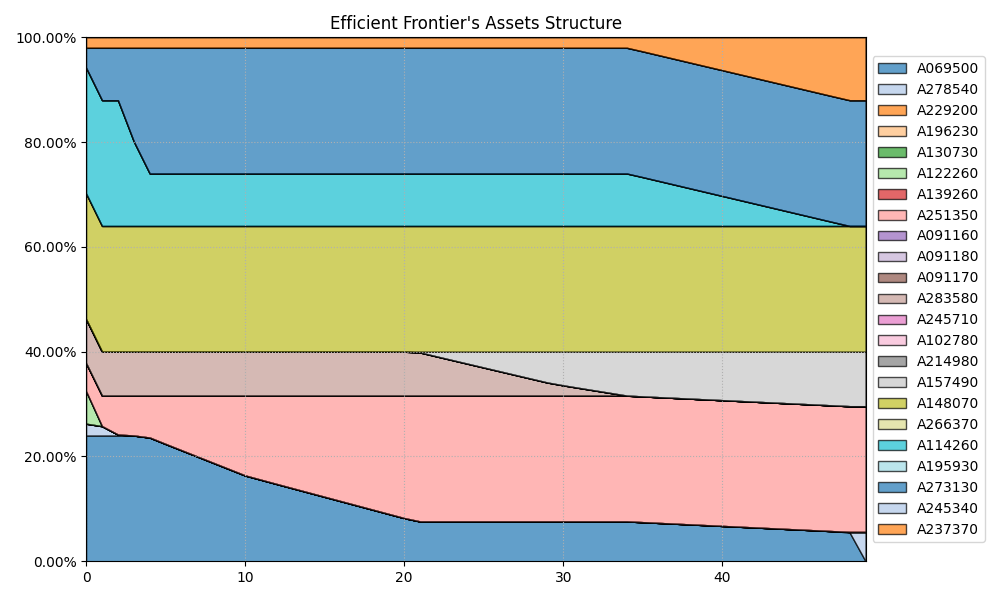 Efficient Frontier's Assets Structure
100.00%
80.00%
60.00%
40.00%
20.00%
0.00%
0
10
20
30
40
A069500
A278540
A229200
A196230
A130730
A122260
A139260
A251350
A091160
A091180
A091170
A283580
A245710
A102780
A214980
A157490
A148070
A266370
A114260
A195930
A273130
A245340
A237370